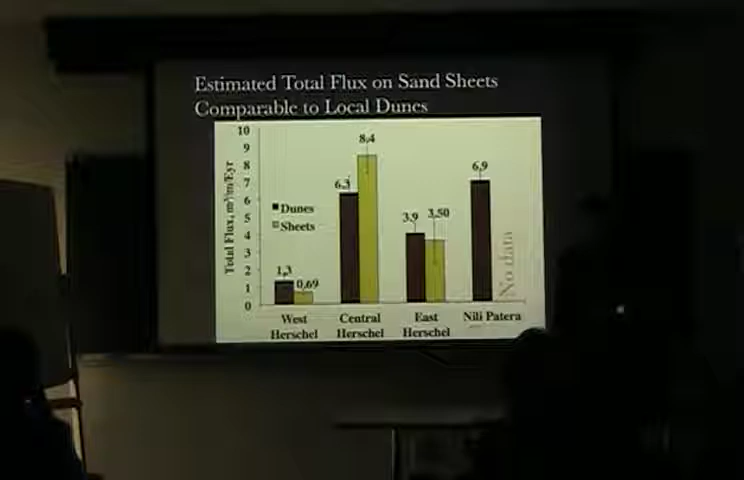 Estimated Total Flux on Sand Sheets
Comparable to Local Dunes
10
9
8
7
6
5
4
3
2
1
0
Total Flux, m³/m/Eyr
Dunes
Sheets
1,3
0,69
6,3
8,4
3,9
3,50
6,9
No data
West
Herschel
Central
Herschel
East
Herschel
Nili Patera